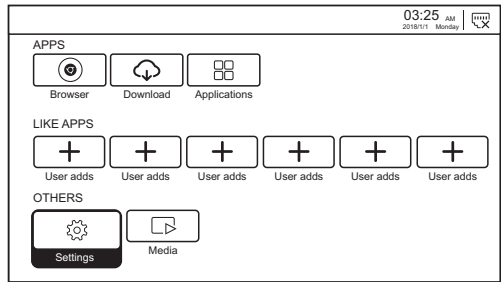 03:25 AM
2018/1/1 Monday
APPS
Browser Download Applications
LIKE APPS
User adds User adds User adds User adds User adds User adds
OTHERS
Settings Media